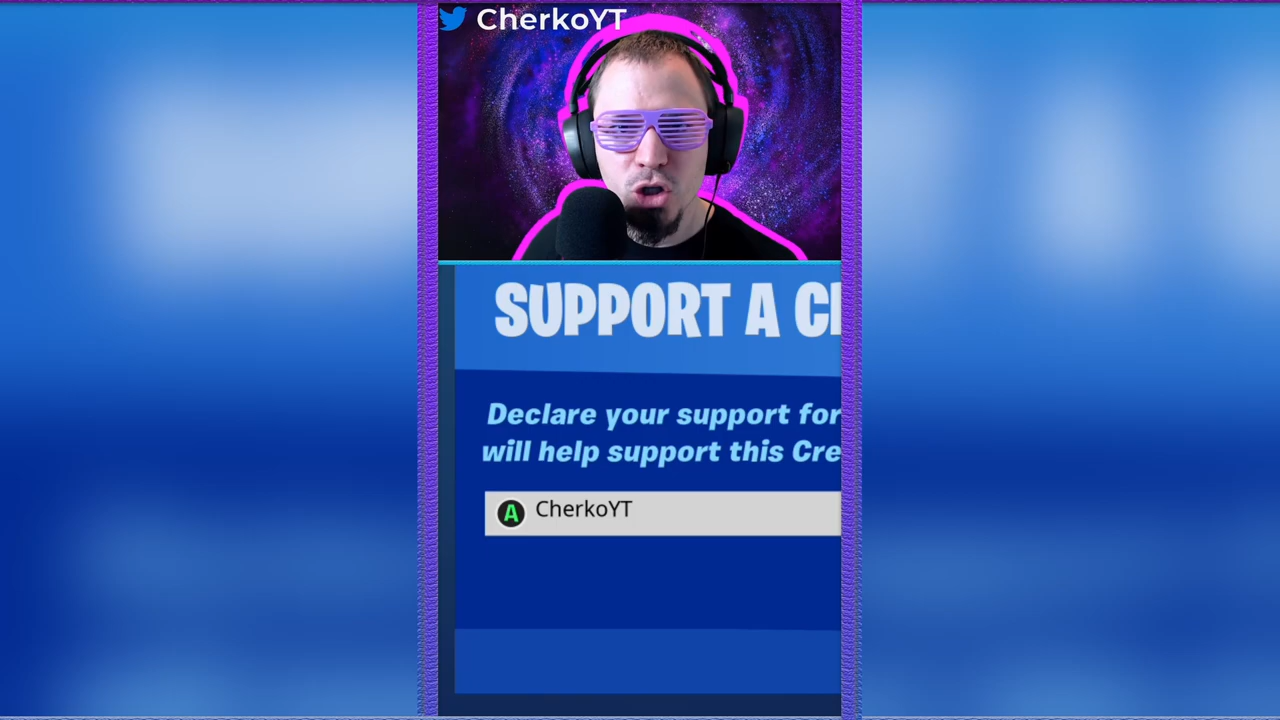 CherkoYT
SUPPORT A C
Declare your support for
will help support this Cre
A CherkoYT